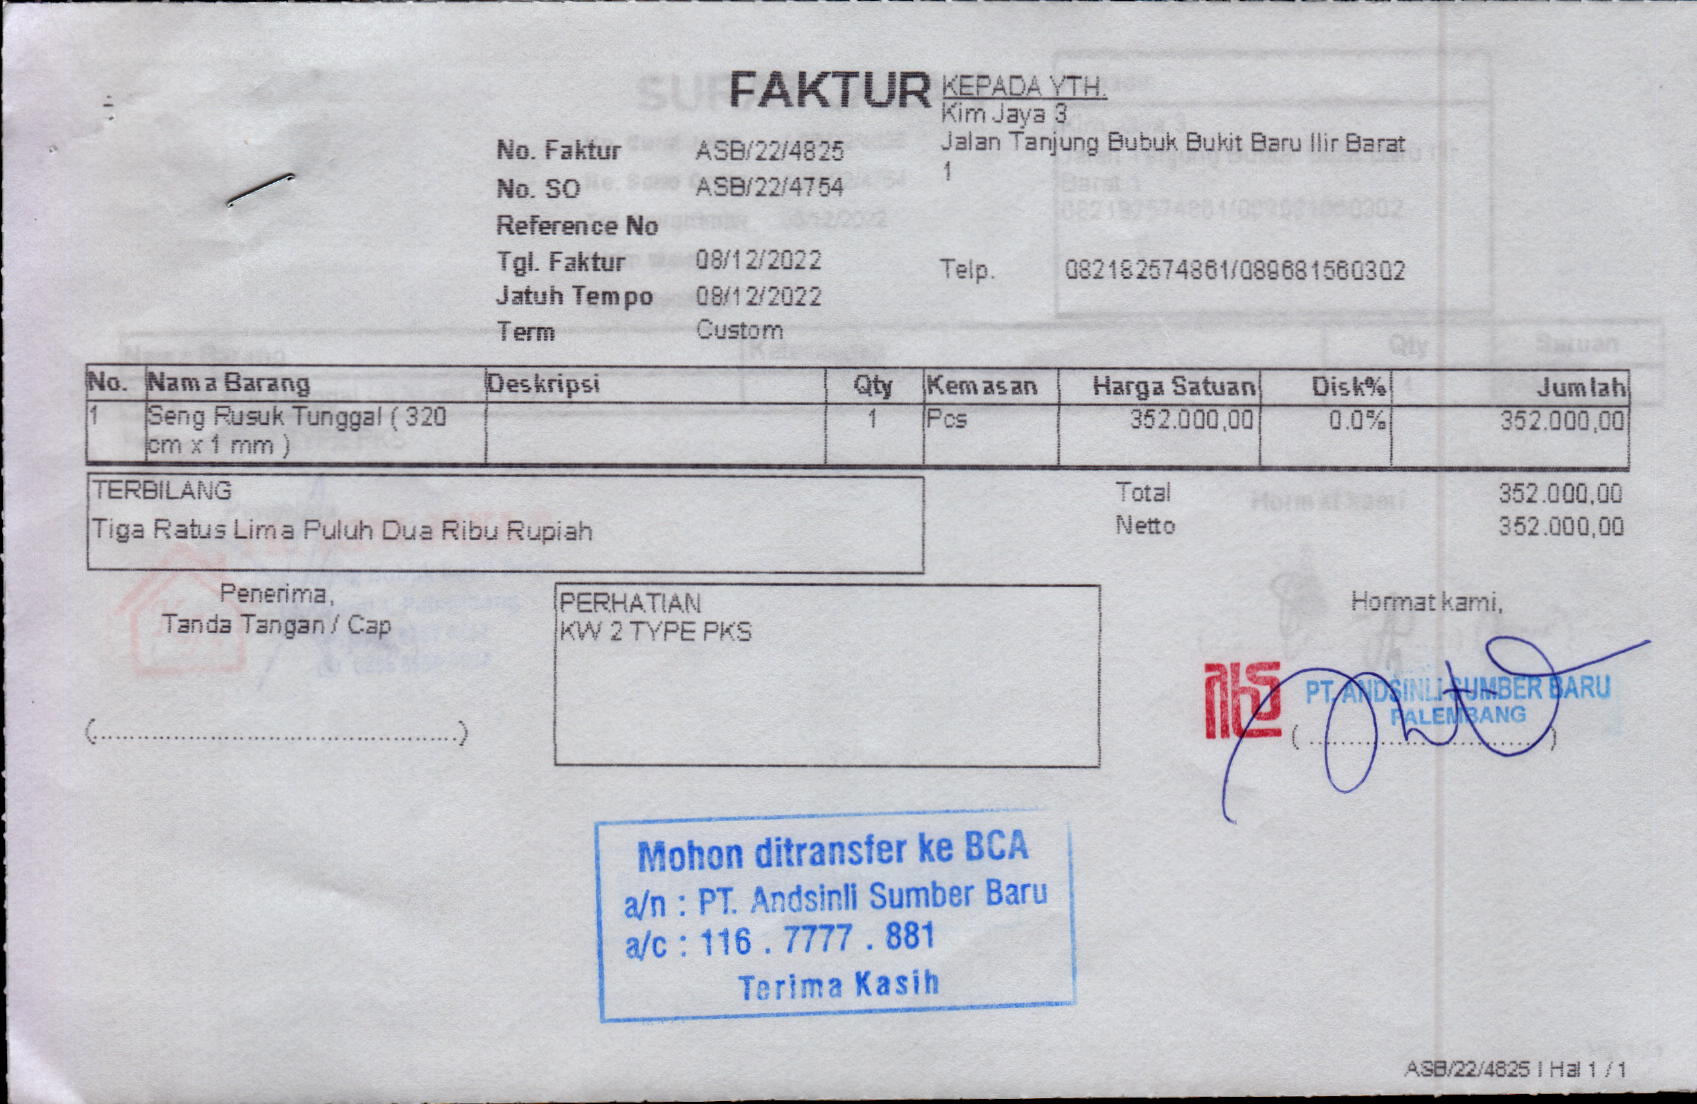 FAKTUR
KEPADA YTH.
Kim Jaya 3
Jalan Tanjung Bubuk Bukit Baru Ilir Barat
1
No. Faktur ASB/22/4825
No. SO ASB/22/4754
Reference No
Tgl. Faktur 08/12/2022
Telp. 082182574861/089681560302
Jatuh Tempo 08/12/2022
Term Custom
No. Nama Barang Deskripsi Qty Kemasan Harga Satuan Disk% Jumlah
1 Seng Rusuk Tunggal ( 320 1 Pcs 352.000,00 0.0% 352.000,00
cm x 1 mm )
TERBILANG
Tiga Ratus Lima Puluh Dua Ribu Rupiah
Total 352.000,00
Netto 352.000,00
Penerima,
Tanda Tangan / Cap
(..............................................)
PERHATIAN
KW 2 TYPE PKS
Hormat kami,
PT. ANDSINLI SUMBER BARU
PALEMBANG
(..............................)
Mohon ditransfer ke BCA
a/n : PT. Andsinli Sumber Baru
a/c : 116 . 7777 . 881
Terima Kasih
ASB/22/4825 | Hal 1 / 1